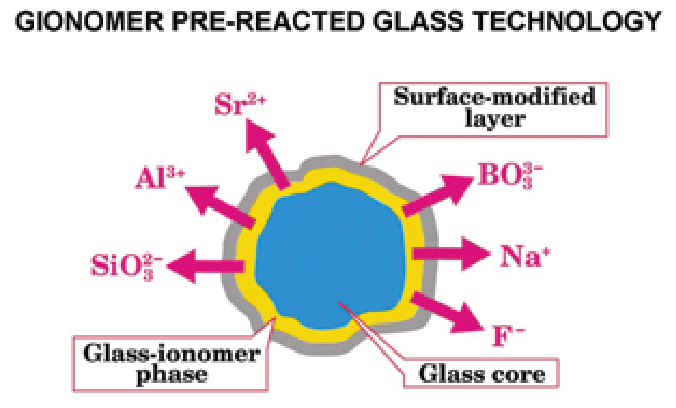 GIONOMER PRE-REACTED GLASS TECHNOLOGY
Sr²⁺
Surface-modified
layer
Al³⁺
BO₃³⁻
SiO₃²⁻
Na⁺
F⁻
Glass-ionomer
phase
Glass core